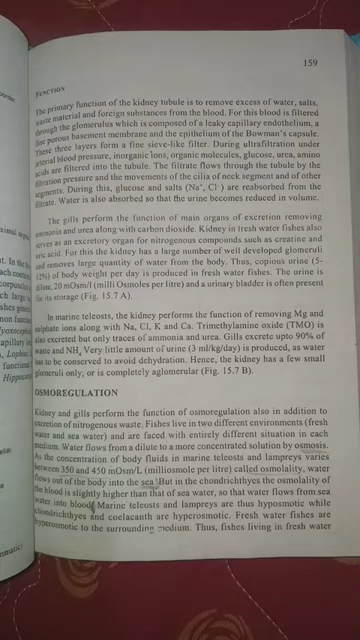 159
FUNCTION
The primary function of the kidney tubule is to remove excess of water, salts,
waste material and foreign substances from the blood. For this blood is filtered
through the glomerulus which is composed of a leaky capillary endothelium, a
fine porous basement membrane and the epithelium of the Bowman's capsule.
These three layers form a fine sieve-like filter. During ultrafiltration under
arterial blood pressure, inorganic ions, organic molecules, glucose, urea, amino
acids are filtered into the tubule. The filtrate flows through the tubule by the
filtration pressure and the movements of the cilia of neck segment and of other
segments. During this, glucose and salts (Na⁺, Cl⁻) are reabsorbed from the
filtrate. Water is also absorbed so that the urine becomes reduced in volume.
The gills perform the function of main organs of excretion removing
ammonia and urea along with carbon dioxide. Kidney in fresh water fishes also
serves as an excretory organ for nitrogenous compounds such as creatine and
uric acid. For this the kidney has a large number of well developed glomeruli
and removes large quantity of water from the body. Thus, copious urine (5-
12%) of body weight per day is produced in fresh water fishes. The urine is
dilute, 20 mOsm/l (milli Osmoles per litre) and a urinary bladder is often present
for its storage (Fig. 15.7 A).
In marine teleosts, the kidney performs the function of removing Mg and
sulphate ions along with Na, Cl, K and Ca. Trimethylamine oxide (TMO) is
also excreted but only traces of ammonia and urea. Gills excrete upto 90% of
waste and NH₄ Very little amount of urine (3 ml/kg/day) is produced, as water
has to be conserved to avoid dehydration. Hence, the kidney has a few small
glomeruli only, or is completely aglomerular (Fig. 15.7 B).
OSMOREGULATION
Kidney and gills perform the function of osmoregulation also in addition to
excretion of nitrogenous waste. Fishes live in two different environments (fresh
water and sea water) and are faced with entirely different situation in each
medium. Water flows from a dilute to a more concentrated solution by osmosis.
As the concentration of body fluids in marine teleosts and lampreys varies
between 350 and 450 mOsm/L (milliosmole per litre) called osmolality, water
flows out of the body into the sea. But in the chondrichthyes the osmolality of
the blood is slightly higher than that of sea water, so that water flows from sea
water into blood. Marine teleosts and lampreys are thus hyposmotic while
chondrichthyes and coelacanth are hyperosmotic. Fresh water fishes are
hyperosmotic to the surrounding medium. Thus, fishes living in fresh water